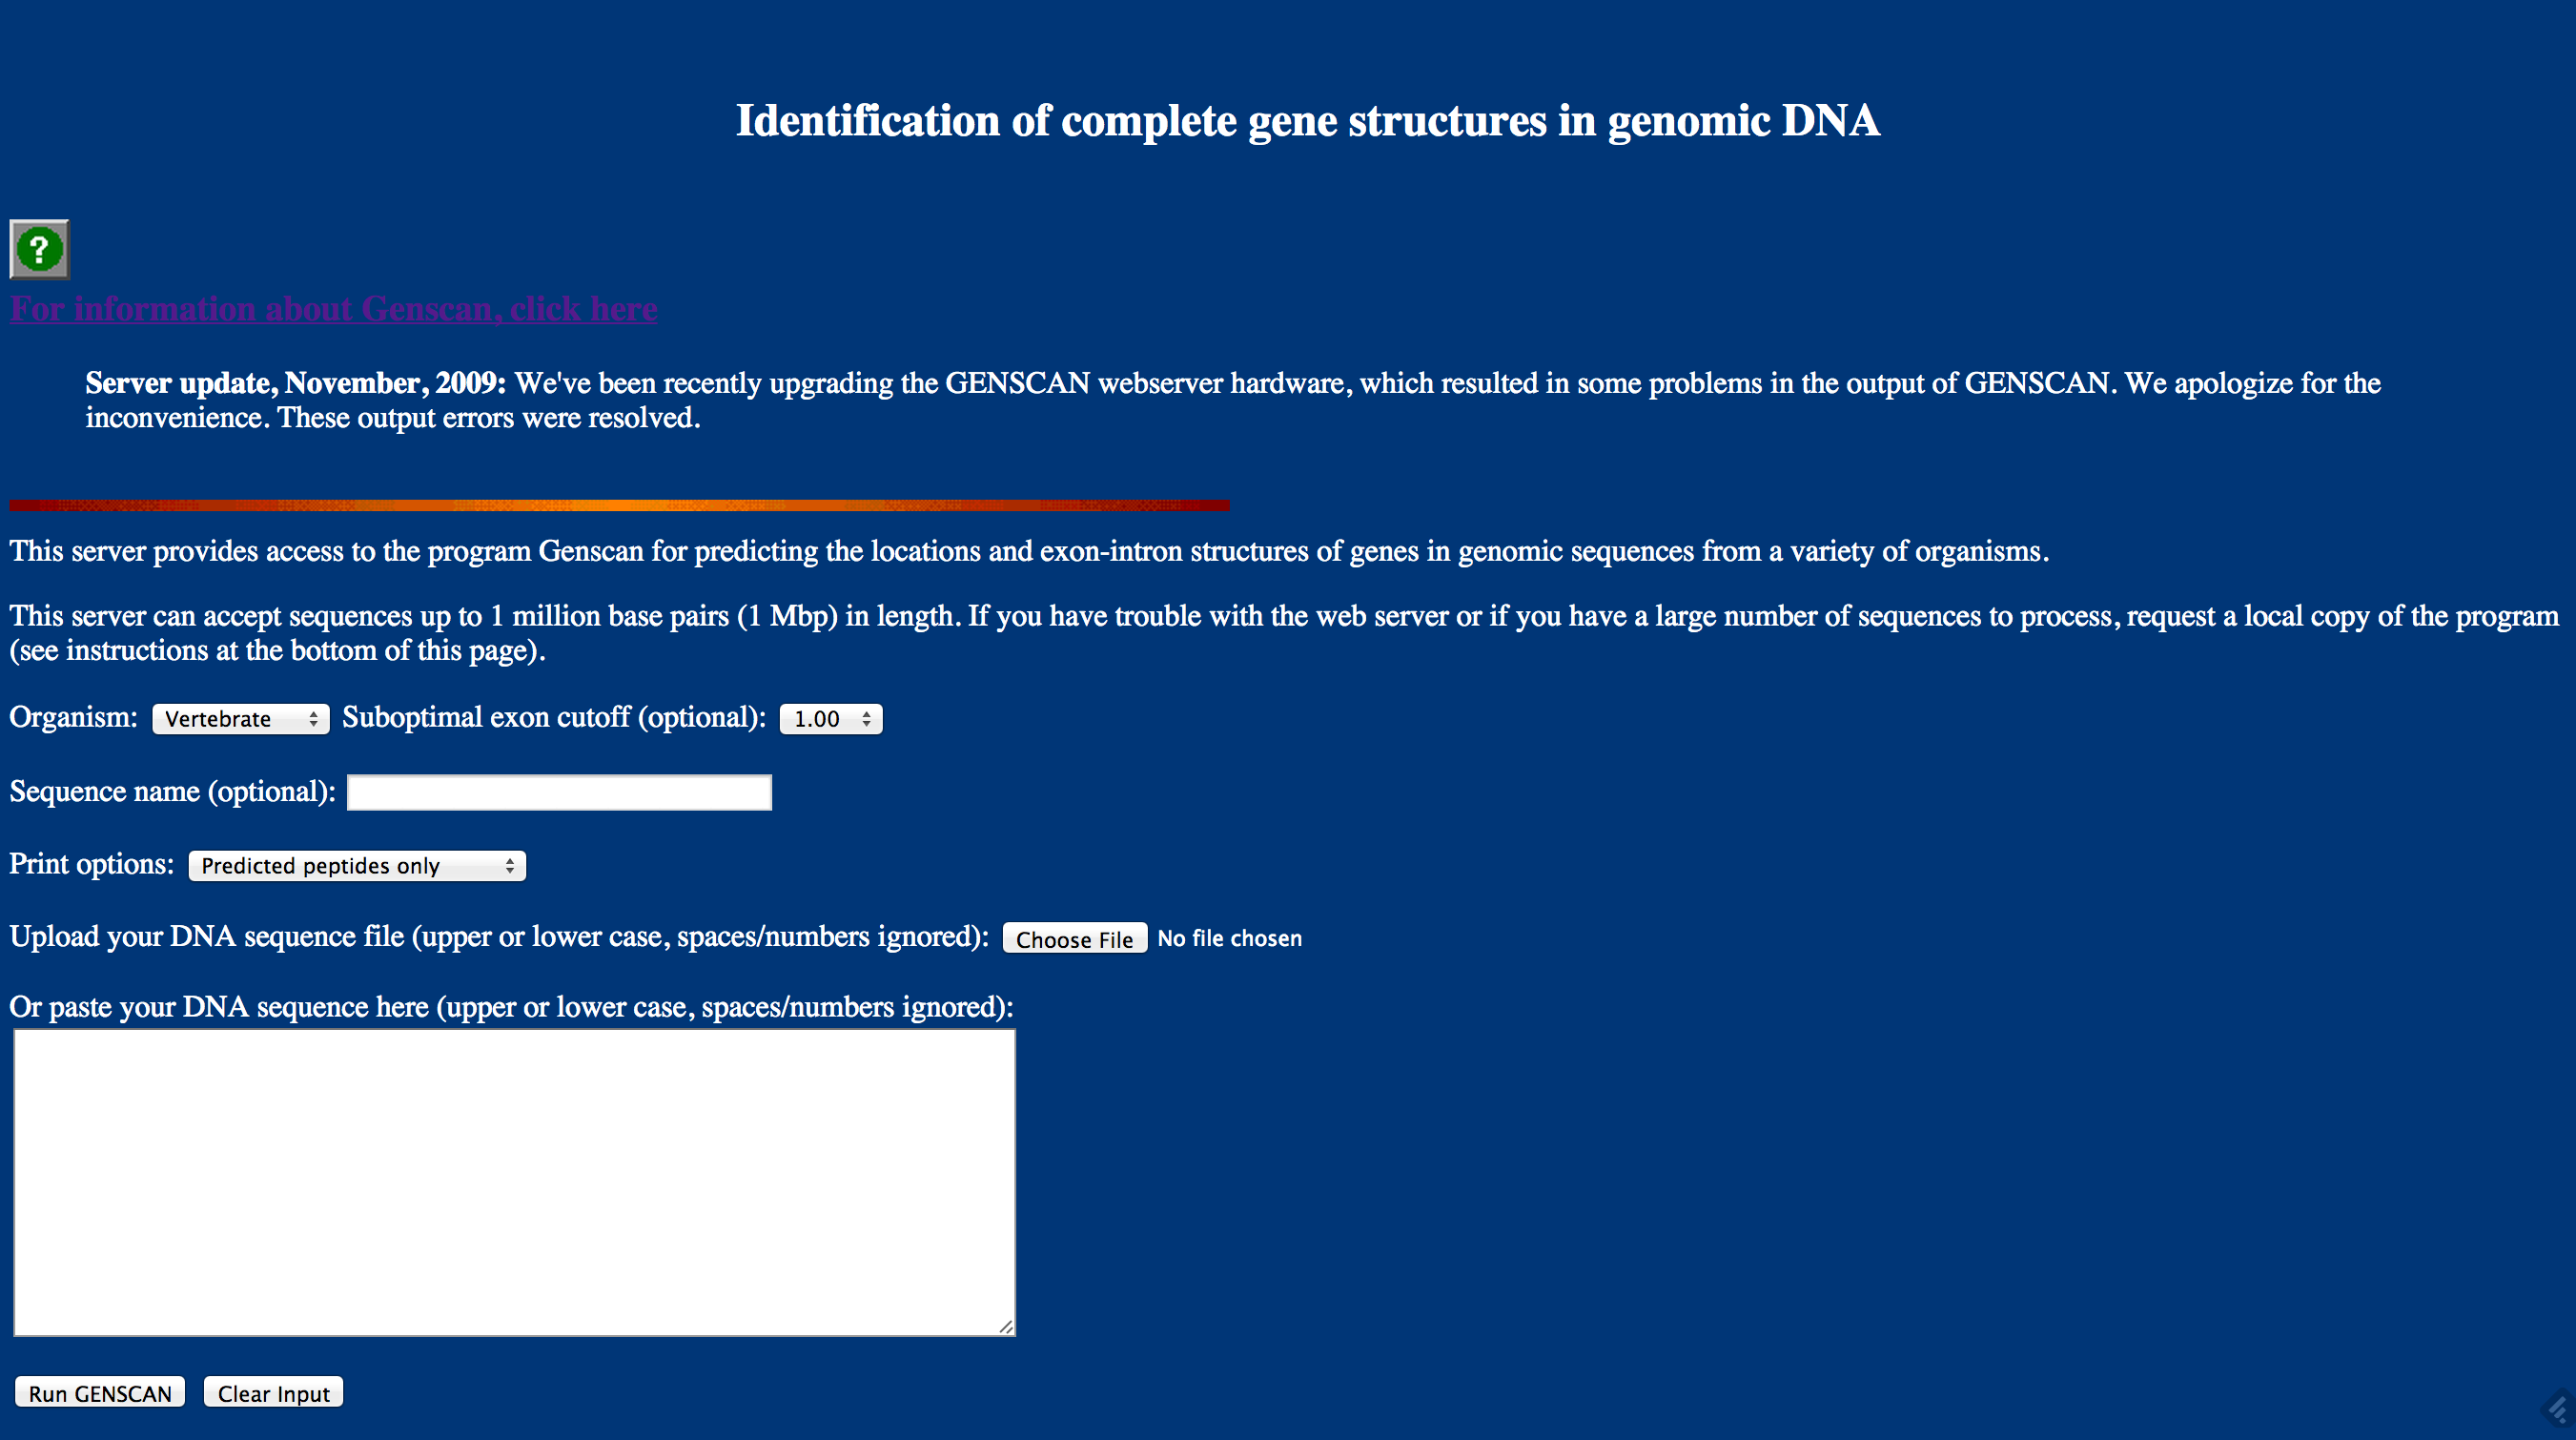 Identification of complete gene structures in genomic DNA
?
For information about Genscan, click here
Server update, November, 2009: We've been recently upgrading the GENSCAN webserver hardware, which resulted in some problems in the output of GENSCAN. We apologize for the
inconvenience. These output errors were resolved.
This server provides access to the program Genscan for predicting the locations and exon-intron structures of genes in genomic sequences from a variety of organisms.
This server can accept sequences up to 1 million base pairs (1 Mbp) in length. If you have trouble with the web server or if you have a large number of sequences to process, request a local copy of the program
(see instructions at the bottom of this page).
Organism: Vertebrate Suboptimal exon cutoff (optional): 1.00
Sequence name (optional):
Print options: Predicted peptides only
Upload your DNA sequence file (upper or lower case, spaces/numbers ignored): Choose File No file chosen
Or paste your DNA sequence here (upper or lower case, spaces/numbers ignored):
Run GENSCAN Clear Input